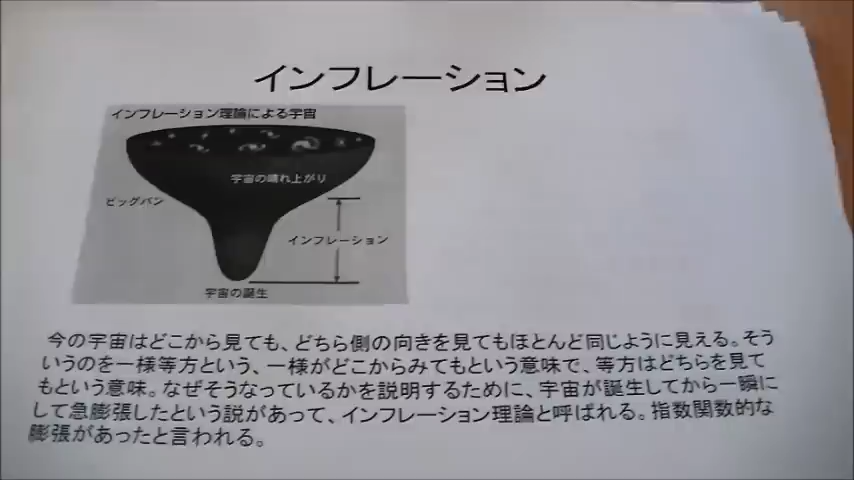 インフレーション
インフレーション理論による宇宙
宇宙の晴れ上がり
ビッグバン
インフレーション
宇宙の誕生
今の宇宙はどこから見ても、どちら側の向きを見てもほとんど同じように見える。そう
いうのを一様等方という、一様がどこからみてもという意味で、等方はどちらを見て
もという意味。なぜそうなっているかを説明するために、宇宙が誕生してから一瞬に
して急膨張したという説があって、インフレーション理論と呼ばれる。指数関数的な
膨張があったと言われる。